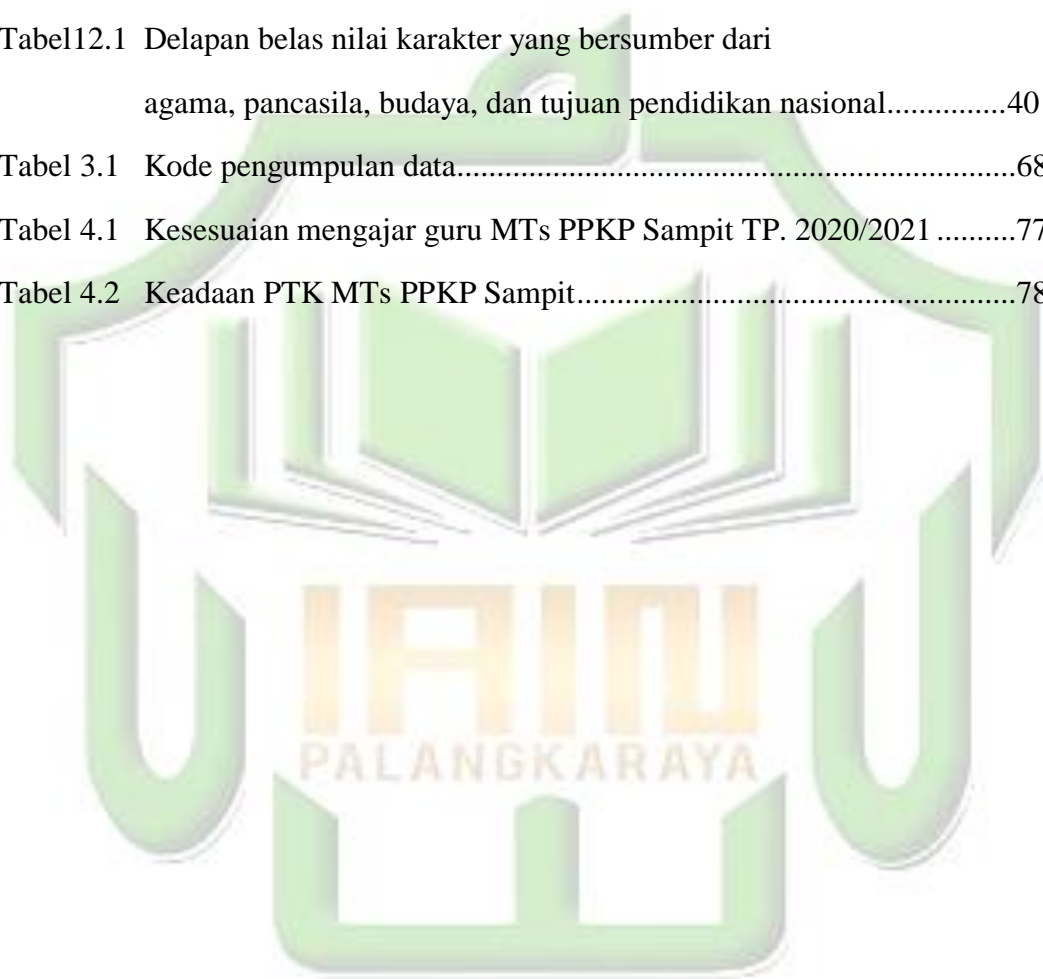 Tabel12.1 Delapan belas nilai karakter yang bersumber dari
agama, pancasila, budaya, dan tujuan pendidikan nasional...............40
Tabel 3.1 Kode pengumpulan data...........................................................................68
Tabel 4.1 Kesesuaian mengajar guru MTs PPKP Sampit TP. 2020/2021 ..........77
Tabel 4.2 Keadaan PTK MTs PPKP Sampit.......................................................78
IAIN
PALANGKARAYA